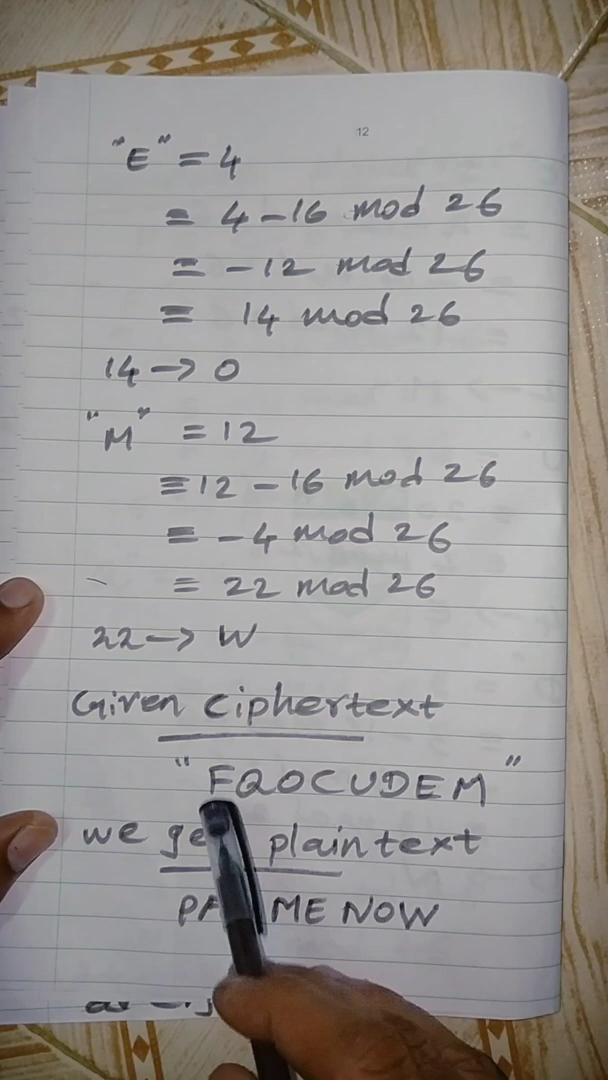 12
"E" = 4
= 4 - 16 mod 26
= -12 mod 26
≡ 14 mod 26
14 → O
"M" = 12
≡ 12 - 16 mod 26
≡ -4 mod 26
= 22 mod 26
22 → W
Given ciphertext
"FQOCUDEM"
we plaintext
ME NOW